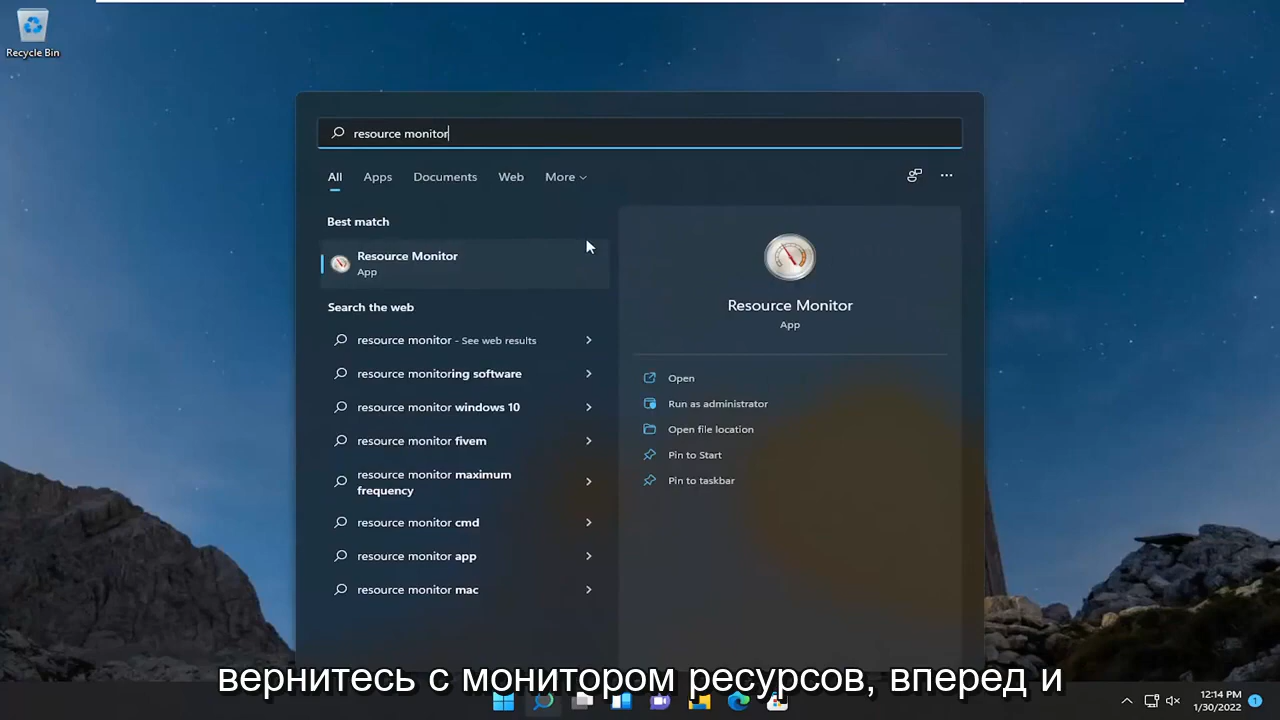 Recycle Bin
resource monitor
All Apps Documents Web More
Best match
Resource Monitor
App
Search the web
resource monitor - See web results
resource monitoring software
resource monitor windows 10
resource monitor fivem
resource monitor maximum
frequency
resource monitor cmd
resource monitor app
resource monitor mac
Resource Monitor
App
Open
Run as administrator
Open file location
Pin to Start
Pin to taskbar
вернитесь с монитором ресурсов, вперед и
12:14 PM
1/30/2022
1